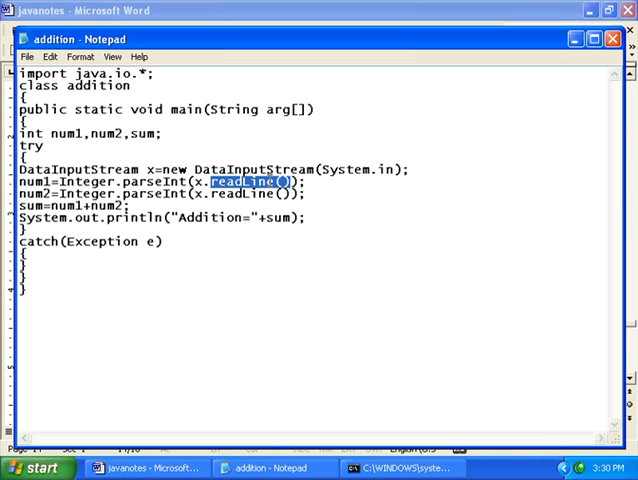 javanotes - Microsoft Word
addition - Notepad
File Edit Format View Help
import java.io.*;
class addition
{
public static void main(String arg[])
{
int num1,num2,sum;
try
{
DataInputStream x=new DataInputStream(System.in);
num1=Integer.parseInt(x.readLine());
num2=Integer.parseInt(x.readLine());
sum=num1+num2;
System.out.println("Addition="+sum);
}
catch(Exception e)
{
}
}
}
start
javanotes - Microsoft...
addition - Notepad
C:\WINDOWS\syste...
3:30 PM